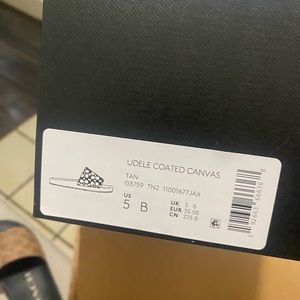 UDELE COATED CANVAS
TAN
G3759 TN2 11001677JAX
US
5 B
UK 3 B
EUR 35.5B
CN 225 B